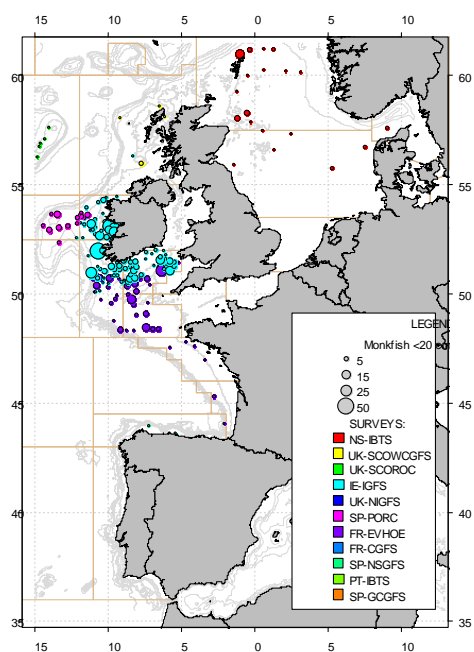 15 10 5 0 5 10
60
60
55
55
50
50
45
45
40
40
35
35
LEGEN
Monkfish <20 c
5
15
25
50
SURVEYS:
NS-IBTS
UK-SCOWCGFS
UK-SCOROC
IE-IGFS
UK-NIGFS
SP-PORC
FR-EVHOE
FR-CGFS
SP-NSGFS
PT-IBTS
SP-GCGFS
15 10 5 0 5 10